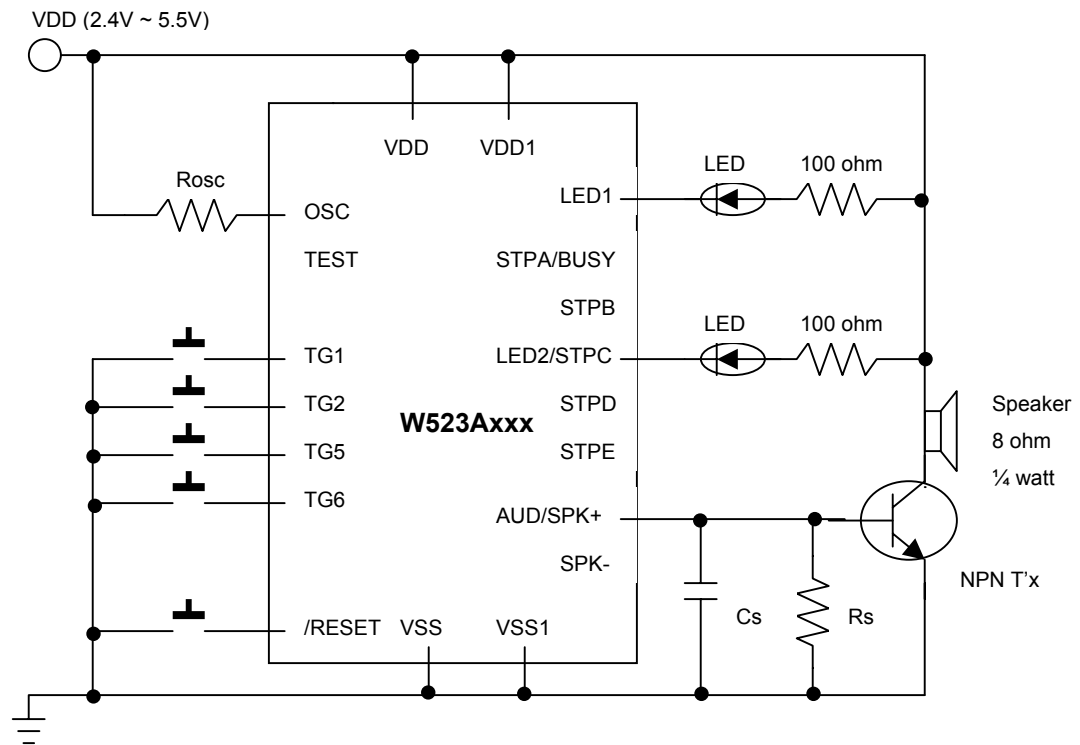 VDD (2.4V ~ 5.5V)
VDD
VDD1
LED
100 ohm
Rosc
LED1
OSC
TEST
STPA/BUSY
STPB
LED
100 ohm
TG1
LED2/STPC
TG2
STPD
Speaker
W523Axxx
8 ohm
TG5
STPE
¼ watt
TG6
AUD/SPK+
SPK-
NPN T'x
Cs
Rs
/RESET
VSS
VSS1